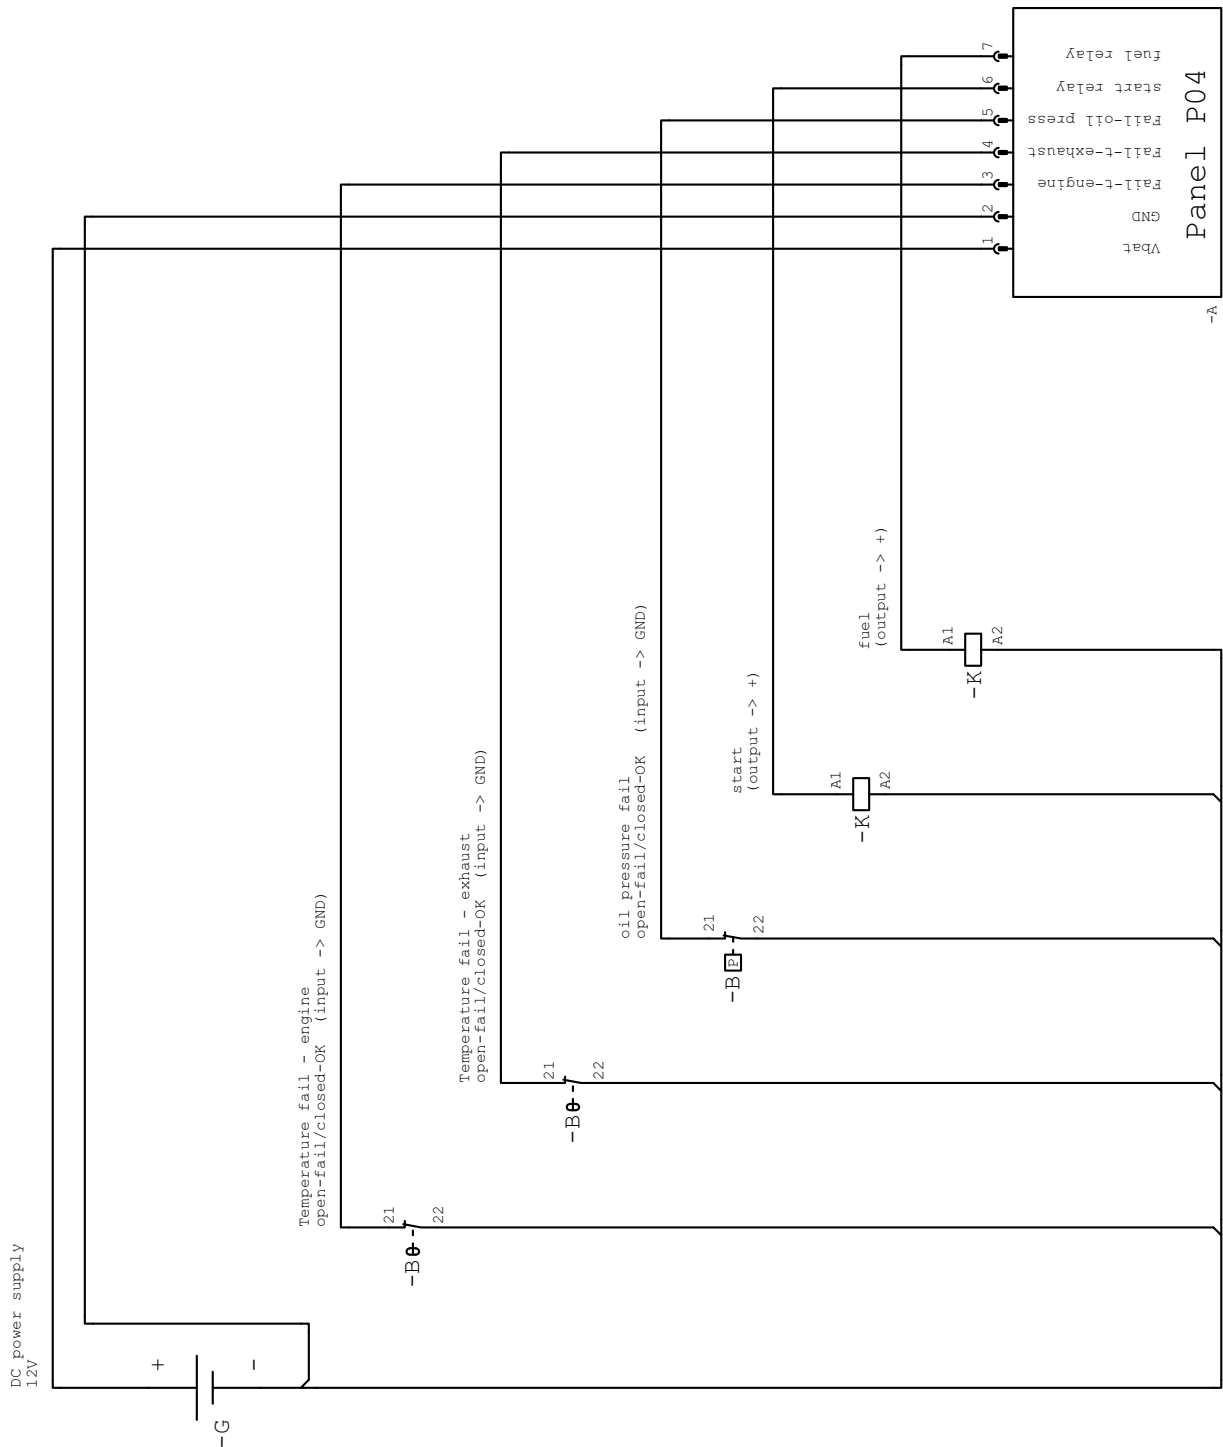 DC power supply
12V
+
-
-G
Temperature fail - engine
open-fail/closed-OK (input -> GND)
21
22
-B
Temperature fail - exhaust
open-fail/closed-OK (input -> GND)
21
22
-B
oil pressure fail
open-fail/closed-OK (input -> GND)
21
22
-B
P
start
(output -> +)
A1
A2
-K
fuel
(output -> +)
A1
A2
-K
1
2
3
4
5
6
7
Vbat
GND
Fail-t-engine
Fail-t-exhaust
Fail-oil press
start relay
fuel relay
Panel P04
-A